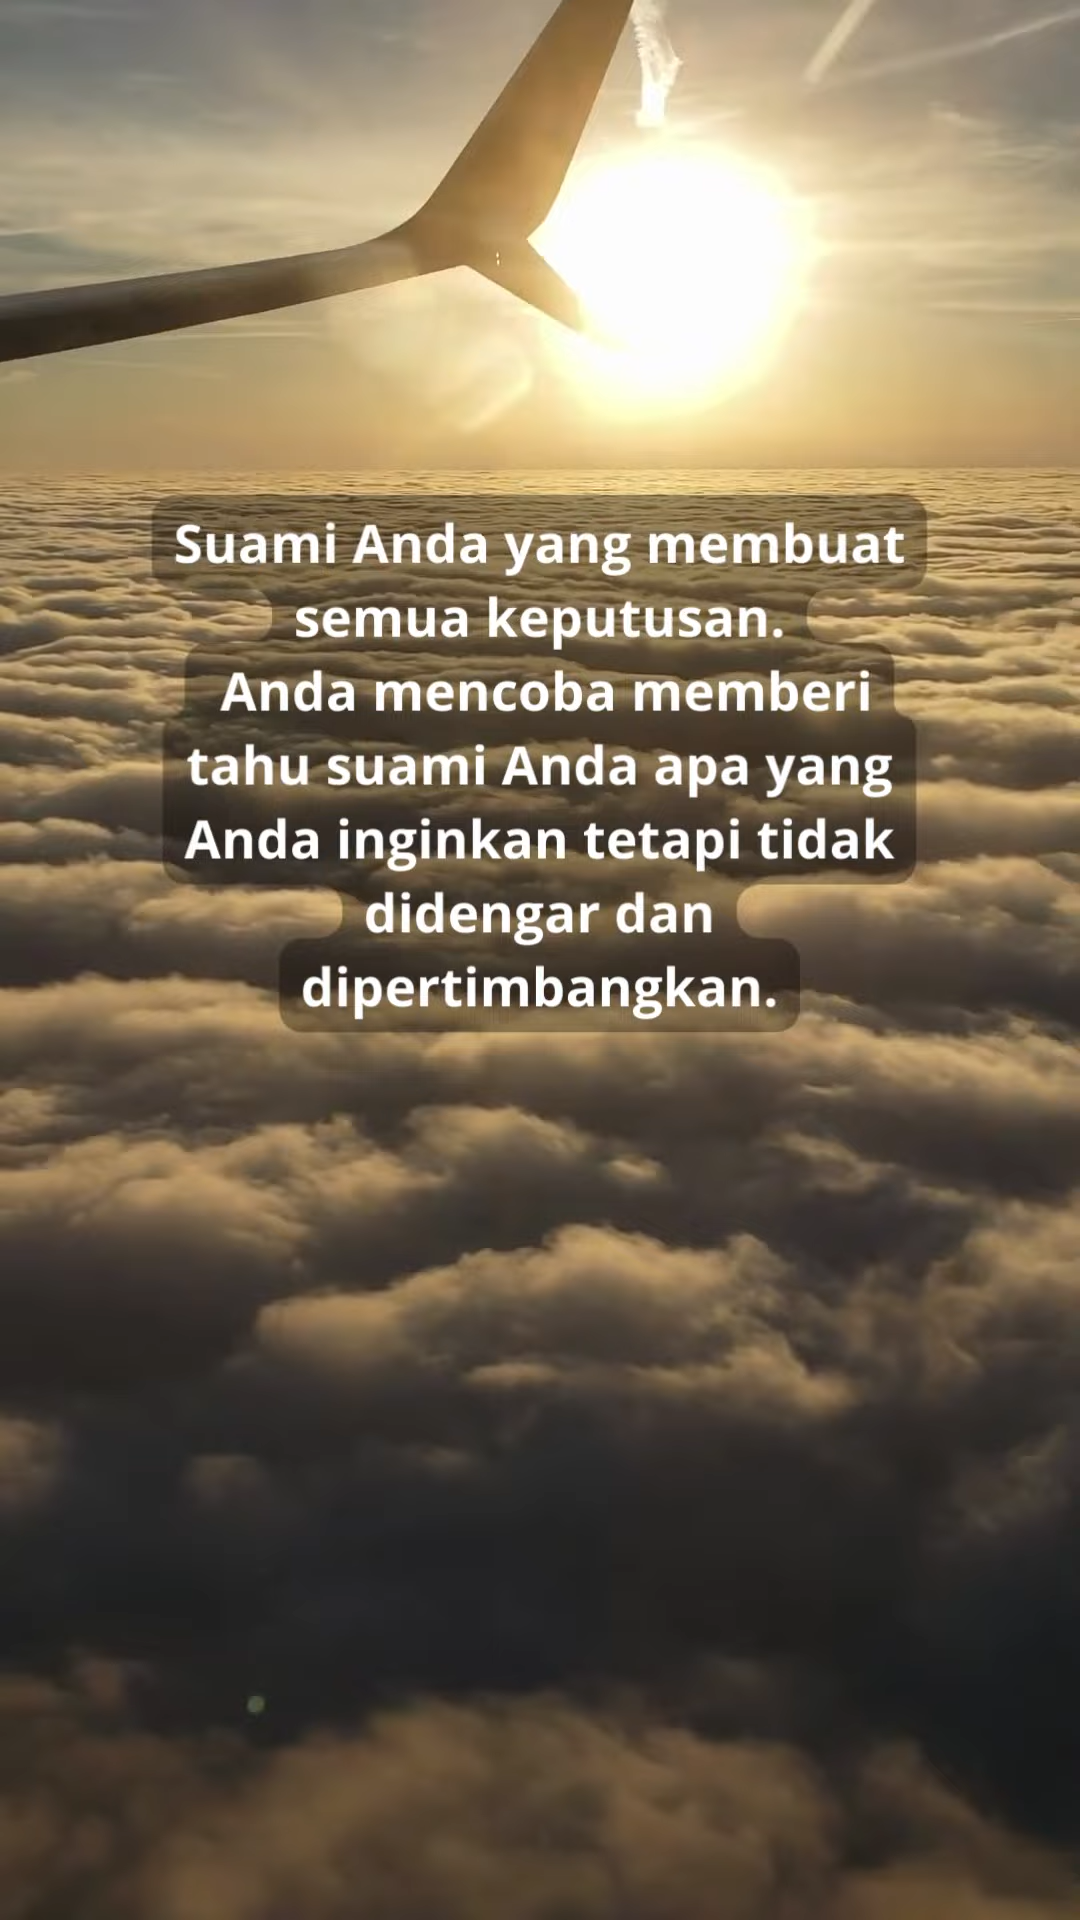 Suami Anda yang membuat
semua keputusan.
Anda mencoba memberi
tahu suami Anda apa yang
Anda inginkan tetapi tidak
didengar dan
dipertimbangkan.